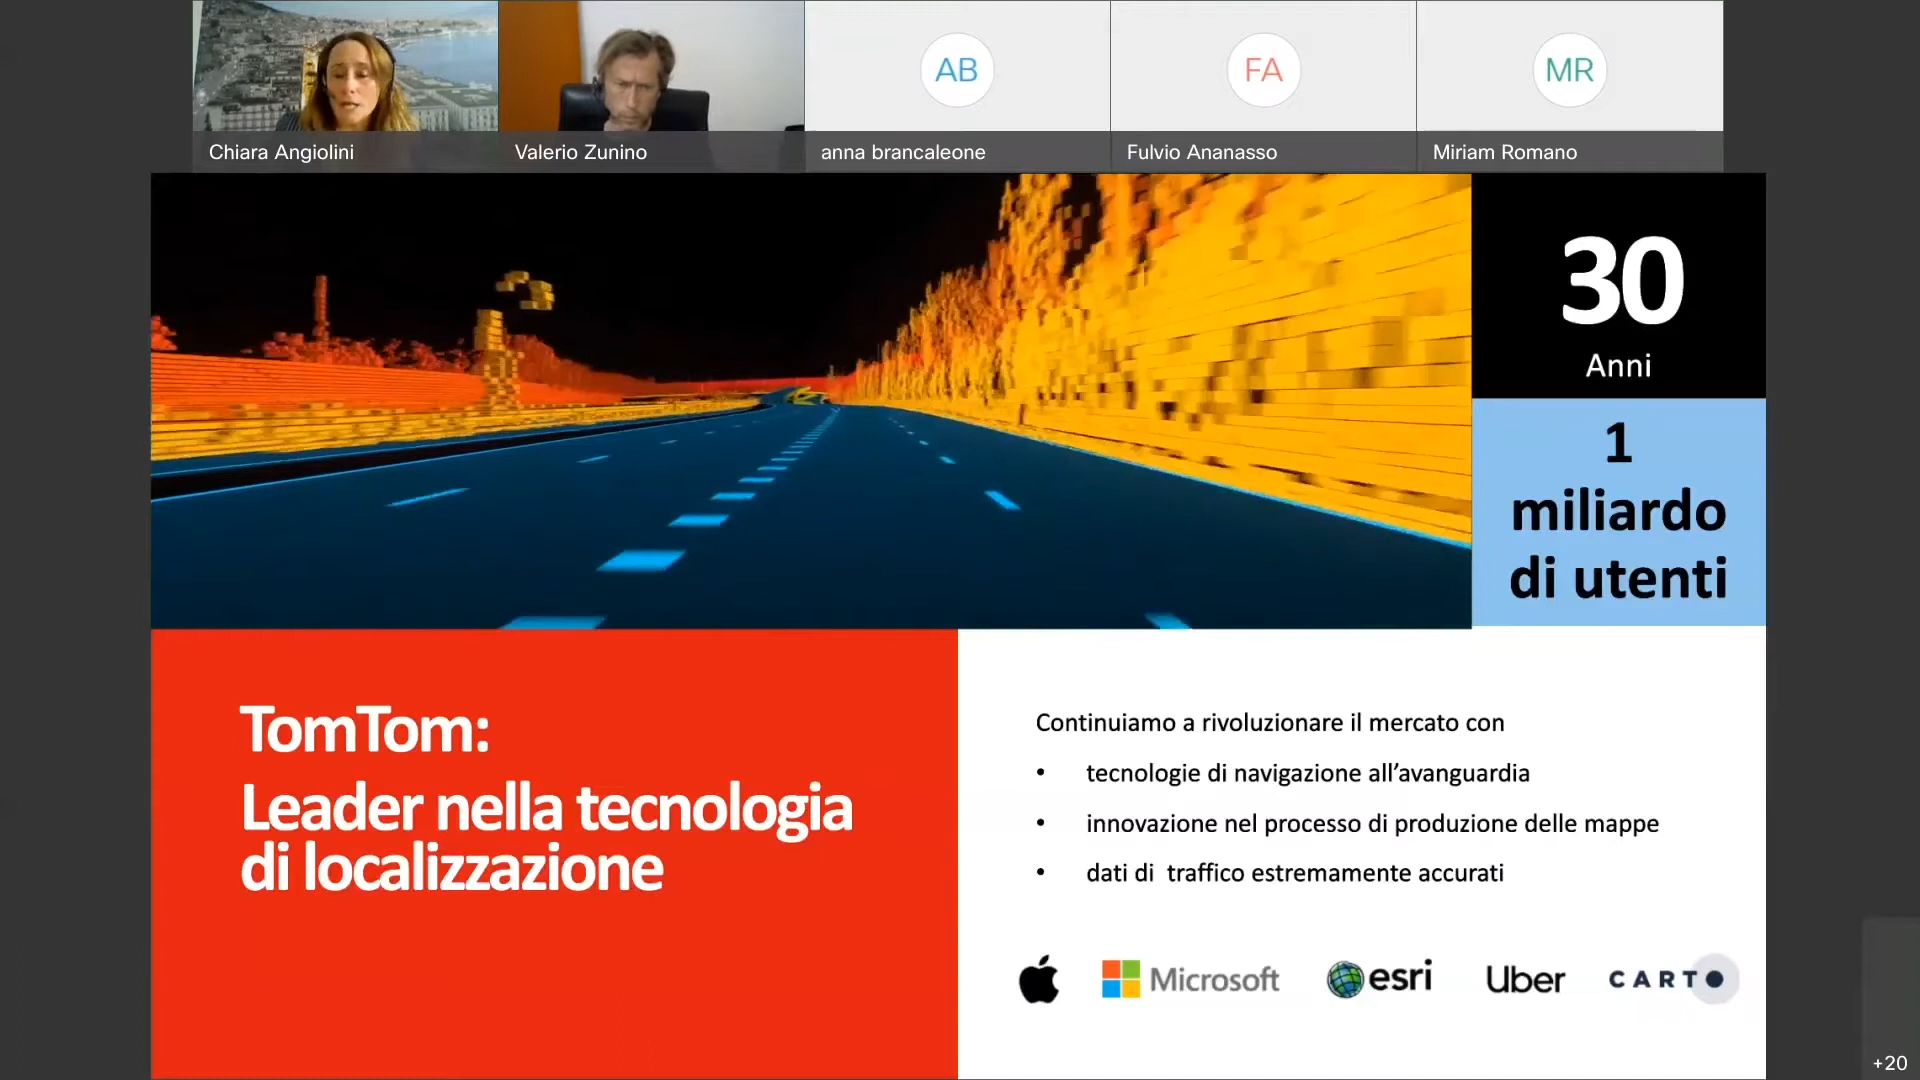 AB
FA
MR
Chiara Angiolini
Valerio Zunino
anna brancaleone
Fulvio Ananasso
Miriam Romano
30
Anni
1
miliardo
di utenti
TomTom:
Leader nella tecnologia
di localizzazione
Continuiamo a rivoluzionare il mercato con
• tecnologie di navigazione all’avanguardia
• innovazione nel processo di produzione delle mappe
• dati di  traffico estremamente accurati
Microsoft
esri
Uber
CARTO
+20